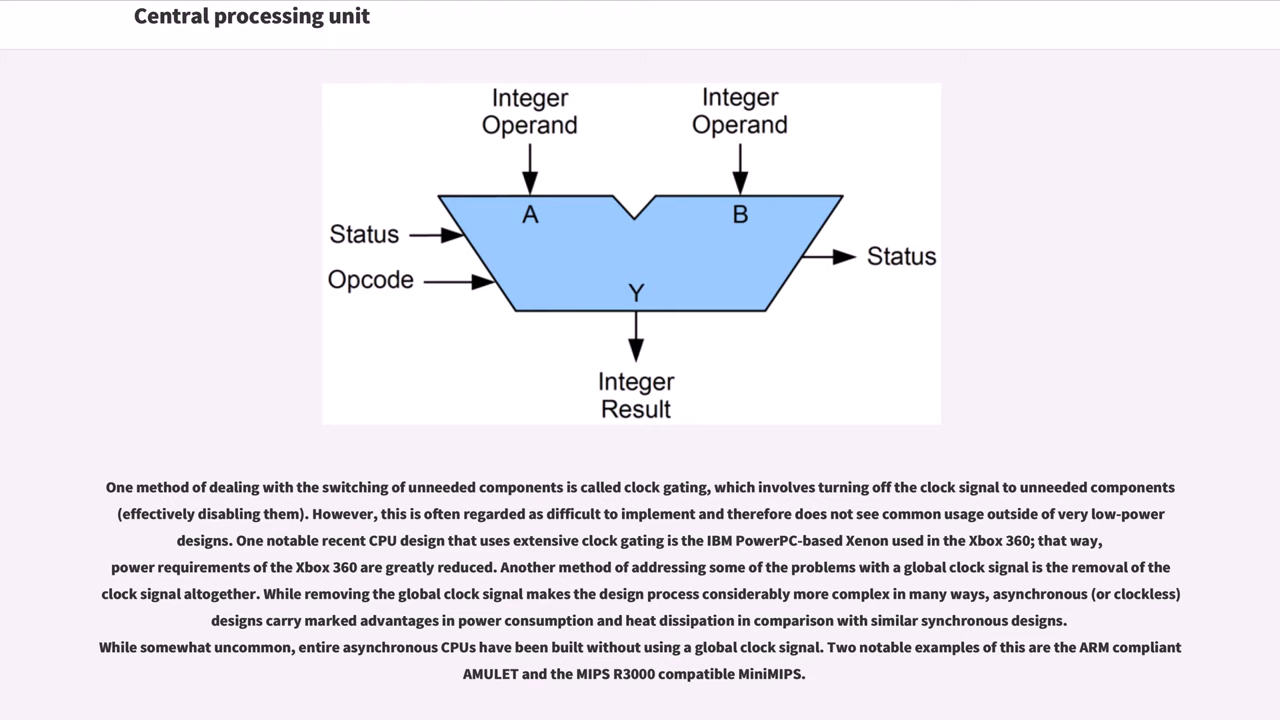 Central processing unit
Integer Operand
Integer Operand
A
B
Status
Opcode
Status
Y
Integer Result
One method of dealing with the switching of unneeded components is called clock gating, which involves turning off the clock signal to unneeded components
(effectively disabling them). However, this is often regarded as difficult to implement and therefore does not see common usage outside of very low-power
designs. One notable recent CPU design that uses extensive clock gating is the IBM PowerPC-based Xenon used in the Xbox 360; that way,
power requirements of the Xbox 360 are greatly reduced. Another method of addressing some of the problems with a global clock signal is the removal of the
clock signal altogether. While removing the global clock signal makes the design process considerably more complex in many ways, asynchronous (or clockless)
designs carry marked advantages in power consumption and heat dissipation in comparison with similar synchronous designs.
While somewhat uncommon, entire asynchronous CPUs have been built without using a global clock signal. Two notable examples of this are the ARM compliant
AMULET and the MIPS R3000 compatible MiniMIPS.